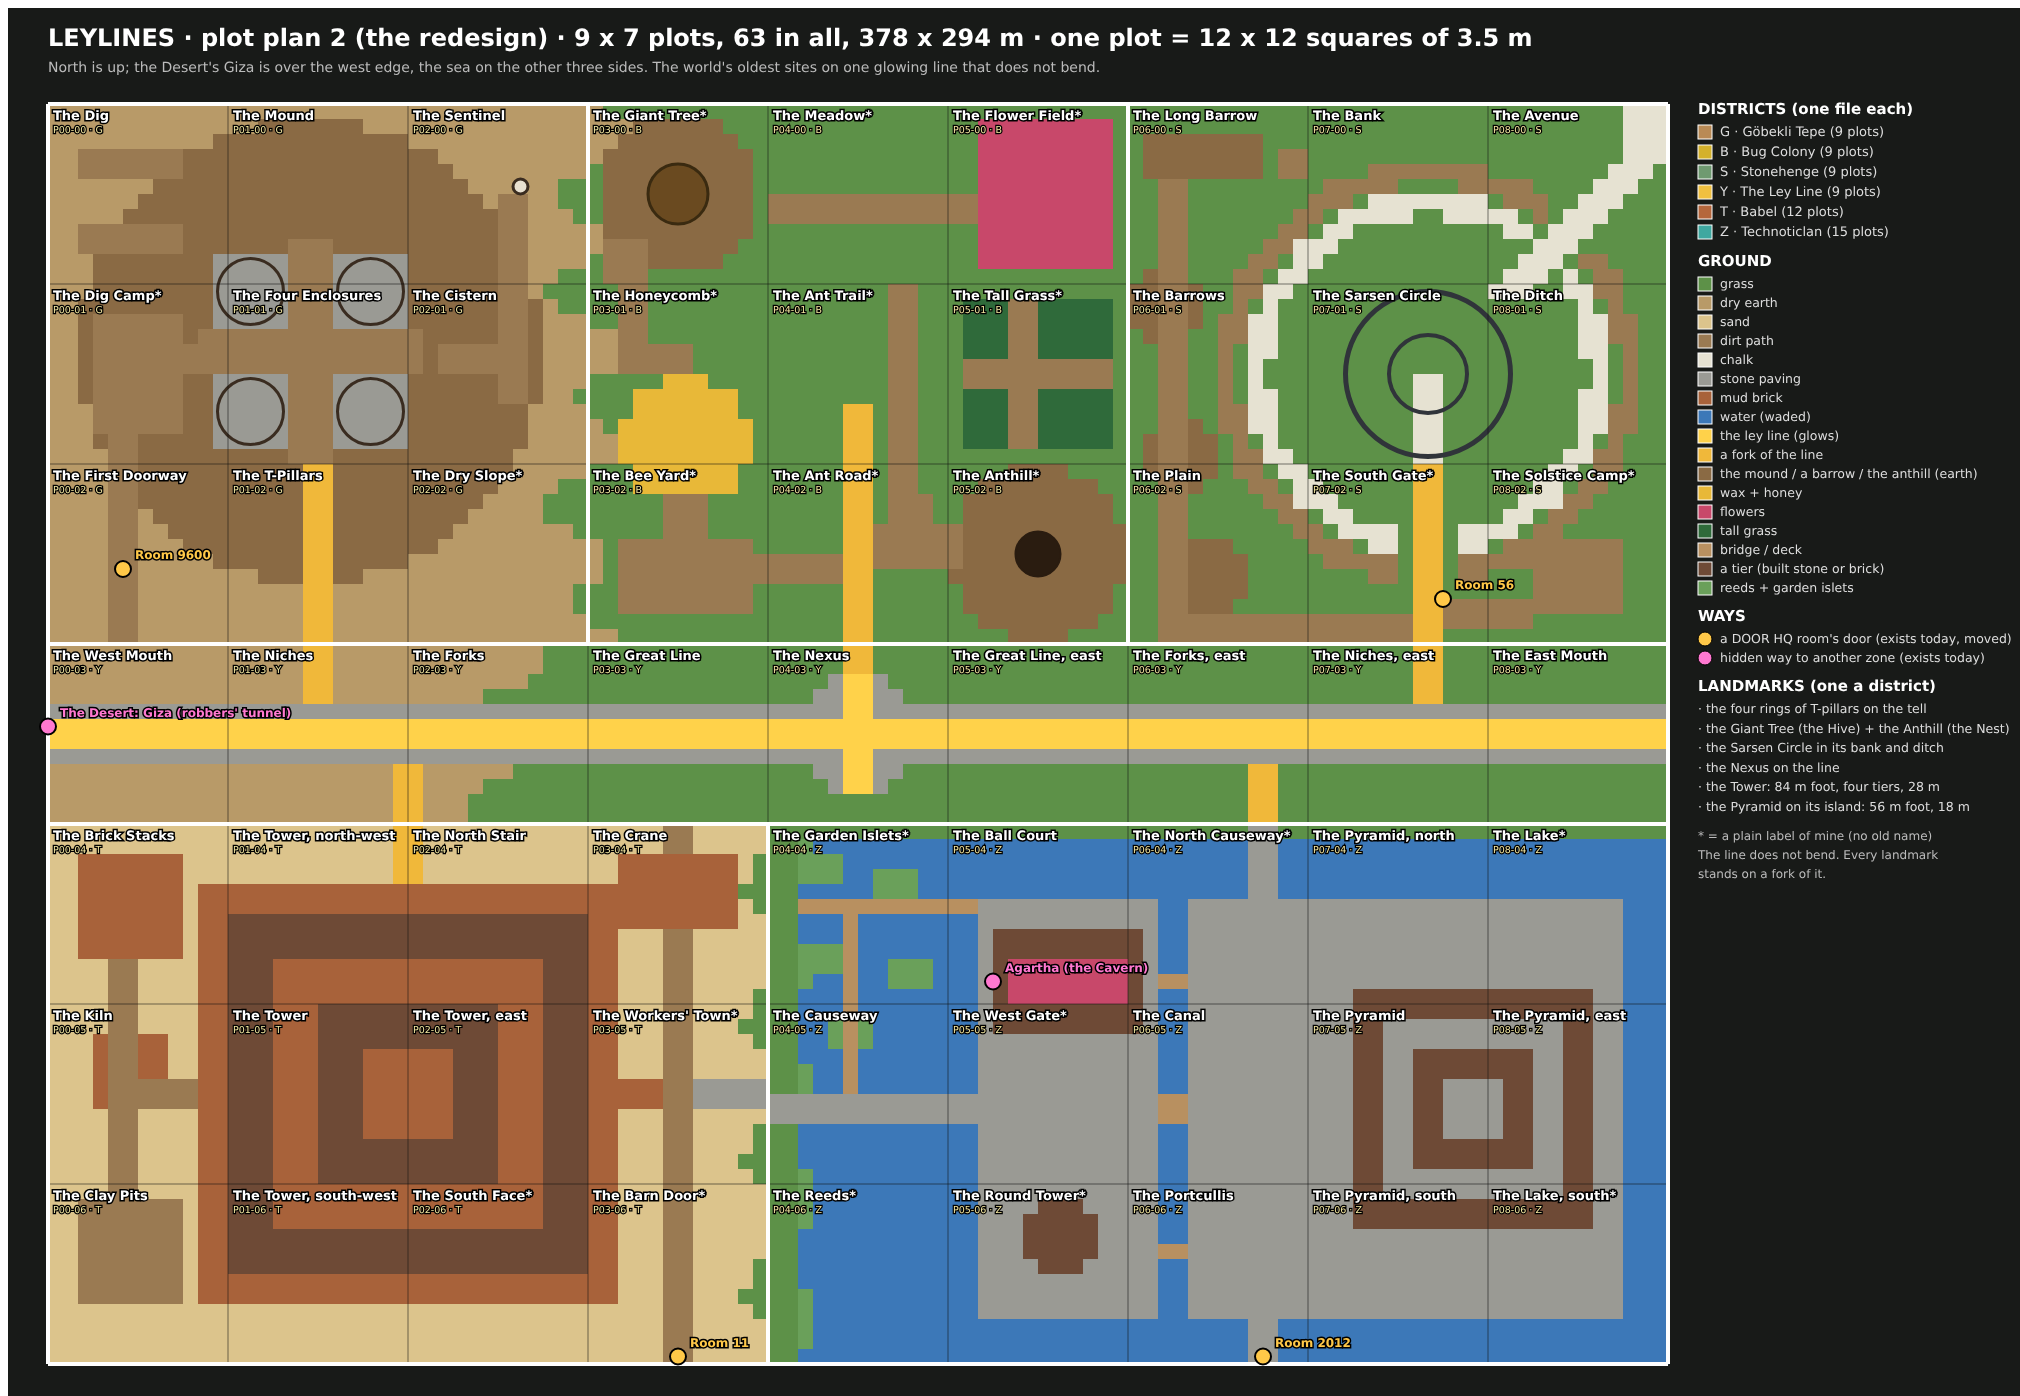 LEYLINES · plot plan 2 (the redesign) · 9 x 7 plots, 63 in all, 378 x 294 m · one plot = 12 x 12 squares of 3.5 m
North is up; the Desert's Giza is over the west edge, the sea on the other three sides. The world's oldest sites on one glowing line that does not bend.
The Dig
P00-00 · G
The Mound
P01-00 · G
The Sentinel
P02-00 · G
The Giant Tree*
P03-00 · B
The Meadow*
P04-00 · B
The Flower Field*
P05-00 · B
The Long Barrow
P06-00 · S
The Bank
P07-00 · S
The Avenue
P08-00 · S
The Dig Camp*
P00-01 · G
The Four Enclosures
P01-01 · G
The Cistern
P02-01 · G
The Honeycomb*
P03-01 · B
The Ant Trail*
P04-01 · B
The Tall Grass*
P05-01 · B
The Barrows
P06-01 · S
The Sarsen Circle
P07-01 · S
The Ditch
P08-01 · S
The First Doorway
P00-02 · G
The T-Pillars
P01-02 · G
The Dry Slope*
P02-02 · G
The Bee Yard*
P03-02 · B
The Ant Road*
P04-02 · B
The Anthill*
P05-02 · B
The Plain
P06-02 · S
The South Gate*
P07-02 · S
The Solstice Camp*
P08-02 · S
Room 9600
Room 56
The West Mouth
P00-03 · Y
The Niches
P01-03 · Y
The Forks
P02-03 · Y
The Great Line
P03-03 · Y
The Nexus
P04-03 · Y
The Great Line, east
P05-03 · Y
The Forks, east
P06-03 · Y
The Niches, east
P07-03 · Y
The East Mouth
P08-03 · Y
The Desert: Giza (robbers' tunnel)
The Brick Stacks
P00-04 · T
The Tower, north-west
P01-04 · T
The North Stair
P02-04 · T
The Crane
P03-04 · T
The Garden Islets*
P04-04 · Z
The Ball Court
P05-04 · Z
The North Causeway*
P06-04 · Z
The Pyramid, north
P07-04 · Z
The Lake*
P08-04 · Z
Agartha (the Cavern)
The Kiln
P00-05 · T
The Tower
P01-05 · T
The Tower, east
P02-05 · T
The Workers' Town*
P03-05 · T
The Causeway
P04-05 · Z
The West Gate*
P05-05 · Z
The Canal
P06-05 · Z
The Pyramid
P07-05 · Z
The Pyramid, east
P08-05 · Z
The Clay Pits
P00-06 · T
The Tower, south-west
P01-06 · T
The South Face*
P02-06 · T
The Barn Door*
P03-06 · T
The Reeds*
P04-06 · Z
The Round Tower*
P05-06 · Z
The Portcullis
P06-06 · Z
The Pyramid, south
P07-06 · Z
The Lake, south*
P08-06 · Z
Room 11
Room 2012
DISTRICTS (one file each)
G · Göbekli Tepe (9 plots)
B · Bug Colony (9 plots)
S · Stonehenge (9 plots)
Y · The Ley Line (9 plots)
T · Babel (12 plots)
Z · Technoticlan (15 plots)
GROUND
grass
dry earth
sand
dirt path
chalk
stone paving
mud brick
water (waded)
the ley line (glows)
a fork of the line
the mound / a barrow / the anthill (earth)
wax + honey
flowers
tall grass
bridge / deck
a tier (built stone or brick)
reeds + garden islets
WAYS
a DOOR HQ room's door (exists today, moved)
hidden way to another zone (exists today)
LANDMARKS (one a district)
· the four rings of T-pillars on the tell
· the Giant Tree (the Hive) + the Anthill (the Nest)
· the Sarsen Circle in its bank and ditch
· the Nexus on the line
· the Tower: 84 m foot, four tiers, 28 m
· the Pyramid on its island: 56 m foot, 18 m
* = a plain label of mine (no old name)
The line does not bend. Every landmark
stands on a fork of it.